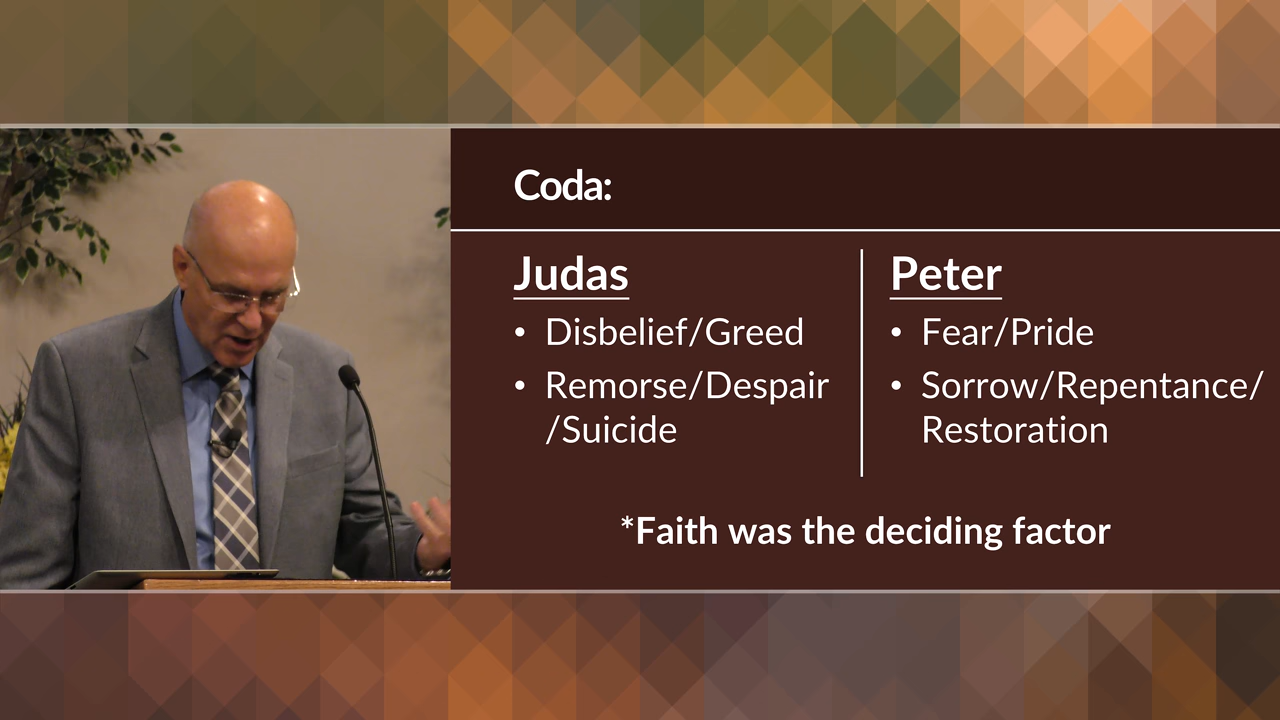 Coda:
Judas
• Disbelief/Greed
• Remorse/Despair
/Suicide
Peter
• Fear/Pride
• Sorrow/Repentance/
Restoration
*Faith was the deciding factor